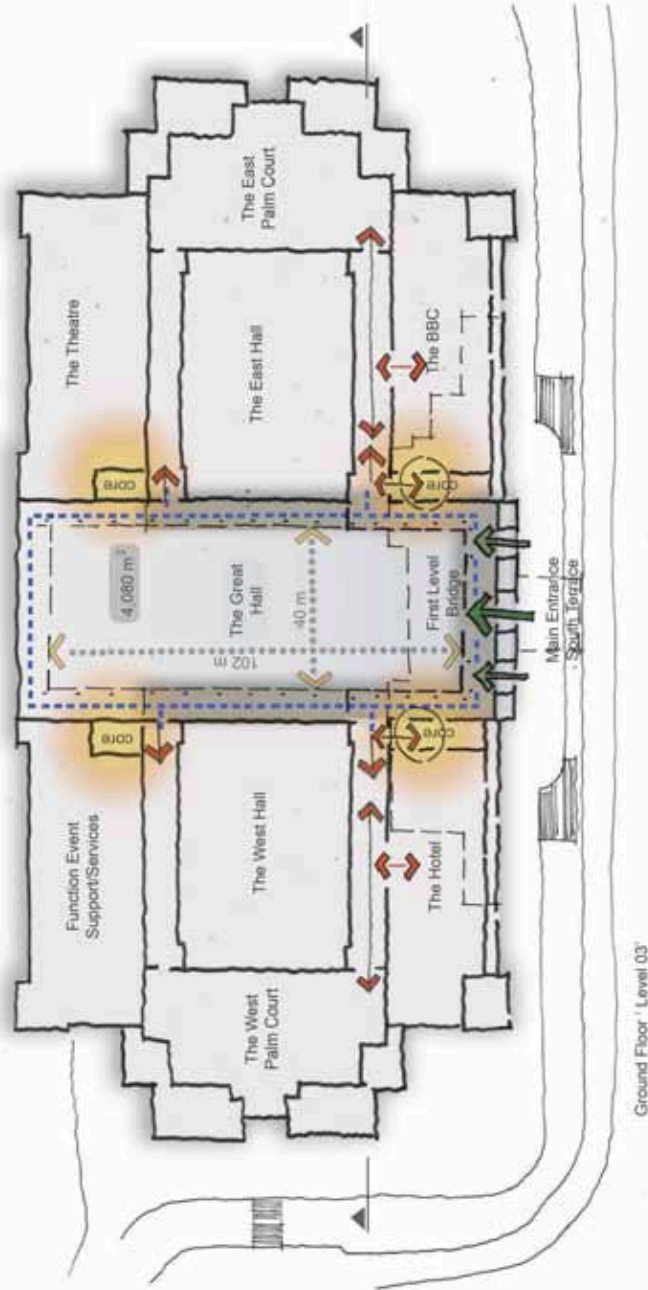 Function Event
Support/Services
The Theatre
core
core
4,080 m²
The West
Palm Court
The West Hall
The Great
Hall
The East Hall
The East
Palm Court
102 m
40 m
The Hotel
core
First Level
Bridge
core
The BBC
Main Entrance
South Terrace
Ground Floor ' Level 03'